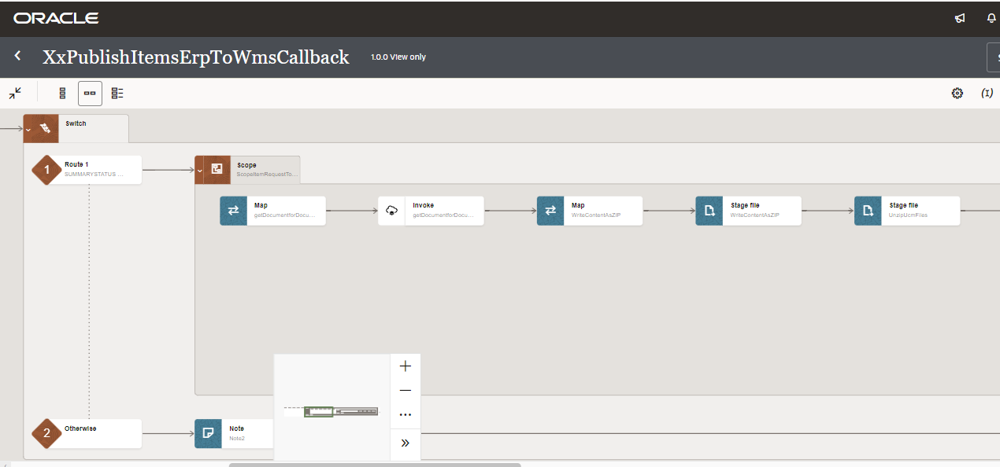 ORACLE
XxPublishItemsErpToWmsCallback
1.0.0 View only
Switch
1
Route 1
SUMMARYSTATUS ...
Scope
ScopeItemRequestTo...
Map
getDocumentforDocu...
Invoke
getDocumentforDocu...
Map
WriteContentAsZIP
Stage file
WriteContentAsZIP
Stage file
UnzipUcmFiles
2
Otherwise
Note
Note2